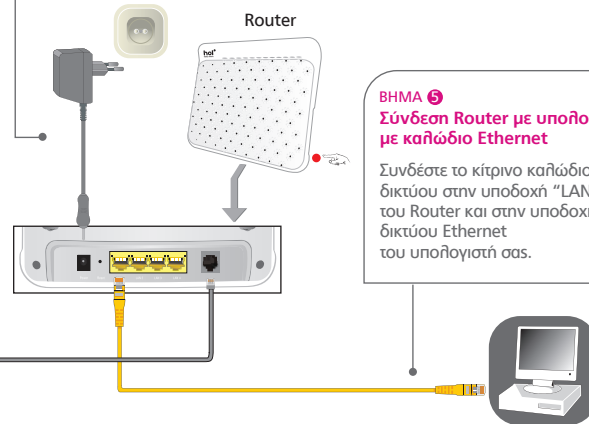 Router
hol
ΒΗΜΑ 5
Σύνδεση Router με υπολο
με καλώδιο Ethernet
Συνδέστε το κίτρινο καλώδιο
δικτύου στην υποδοχή “LAN
του Router και στην υποδοχή
δικτύου Ethernet
του υπολογιστή σας.